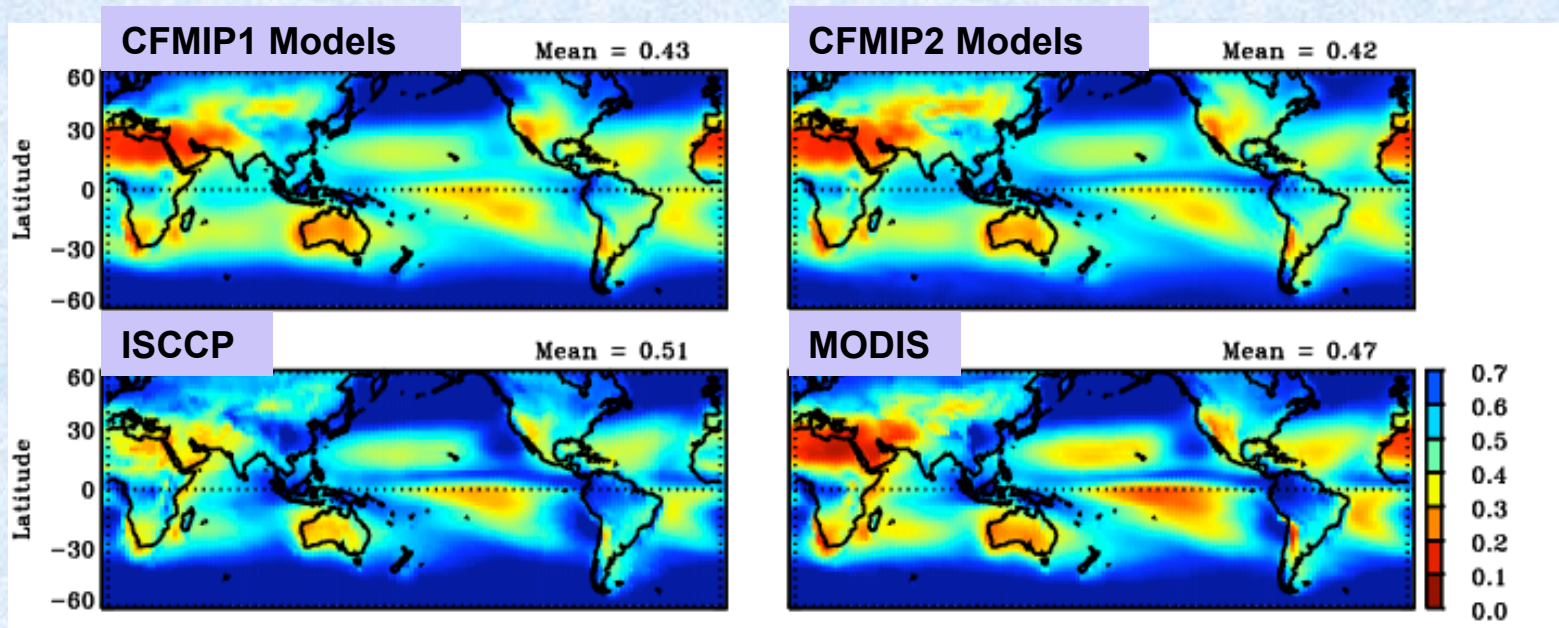 CFMIP1 Models
Mean = 0.43
CFMIP2 Models
Mean = 0.42
60
30
0
−30
−60
Latitude
ISCCP
Mean = 0.51
MODIS
Mean = 0.47
60
30
0
−30
−60
Latitude
0.7
0.6
0.5
0.4
0.3
0.2
0.1
0.0